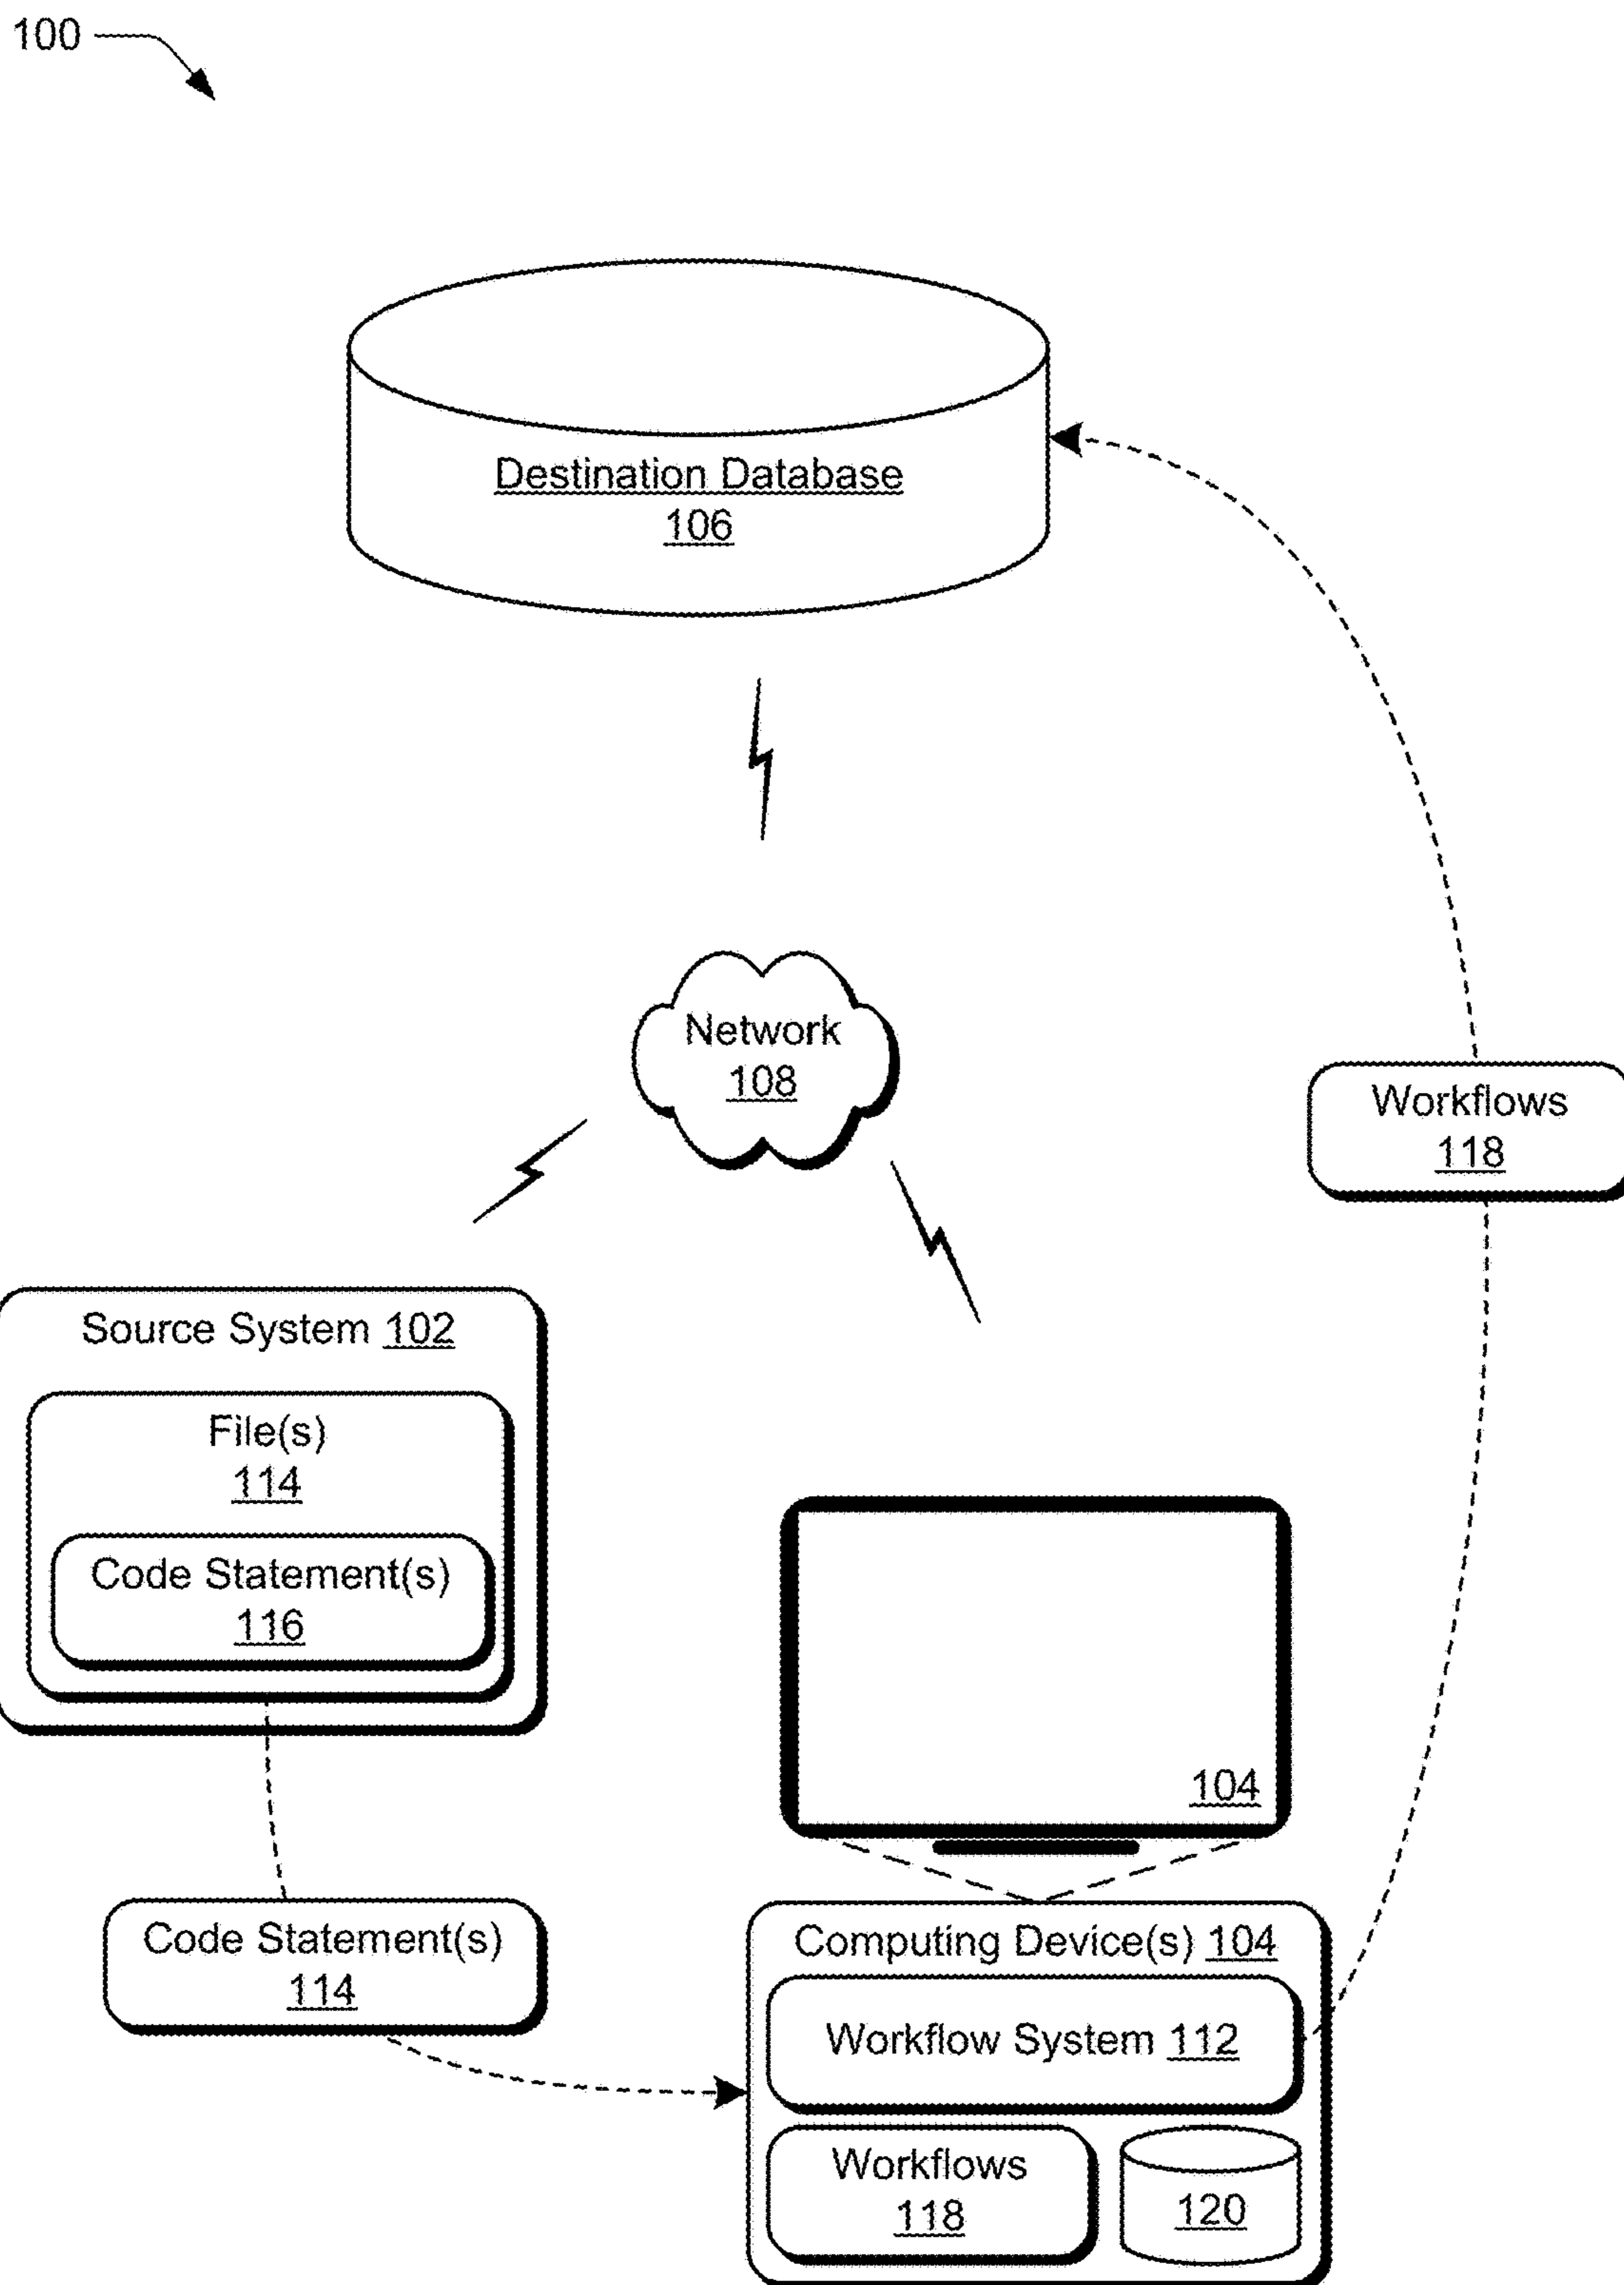 100
Destination Database
106
Network
108
Workflows
118
Source System 102
File(s)
114
Code Statement(s)
116
104
Code Statement(s)
114
Computing Device(s) 104
Workflow System 112
Workflows
118
120